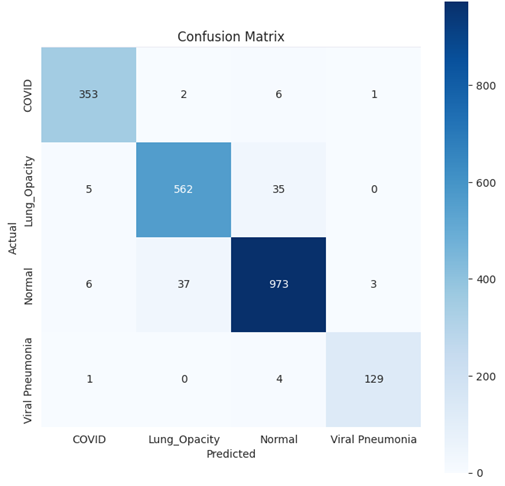 Confusion Matrix
COVID 353 2 6 1
Lung_Opacity 5 562 35 0
Normal 6 37 973 3
Viral Pneumonia 1 0 4 129
Actual
COVID Lung_Opacity Normal Viral Pneumonia
Predicted
800
600
400
200
0